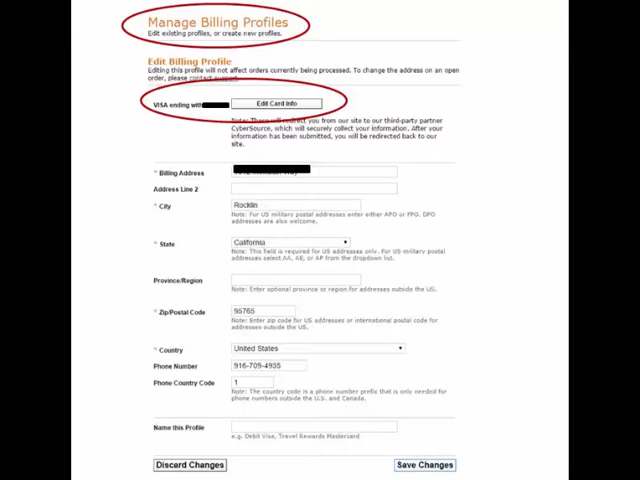 Manage Billing Profiles
Edit existing profiles, or create new profiles.
Edit Billing Profile
Editing this profile will not affect orders currently being processed. To change the address on an open
order, please contact support.
VISA ending with
Edit Card Info
Note: These will redirect you from our site to our third-party partner
CyberSource, which will securely collect your information. After your
information has been submitted, you will be redirected back to our
site.
* Billing Address
Address Line 2
* City Rocklin
Note: For US military postal addresses enter either APO or FPO. DPO
addresses are also welcome.
* State California
Note: This field is required for US addresses only. For US military postal
addresses select AA, AE, or AP from the dropdown list.
Province/Region
Note: Enter optional province or region for addresses outside the US.
* Zip/Postal Code 95765
Note: Enter zip code for US addresses or international postal code for
addresses outside the US.
* Country United States
Phone Number 916-709-4935
Phone Country Code 1
Note: The country code is a phone number prefix that is only needed for
phone numbers outside the U.S. and Canada.
Name this Profile
e.g. Debit Visa, Travel Rewards Mastercard
Discard Changes
Save Changes